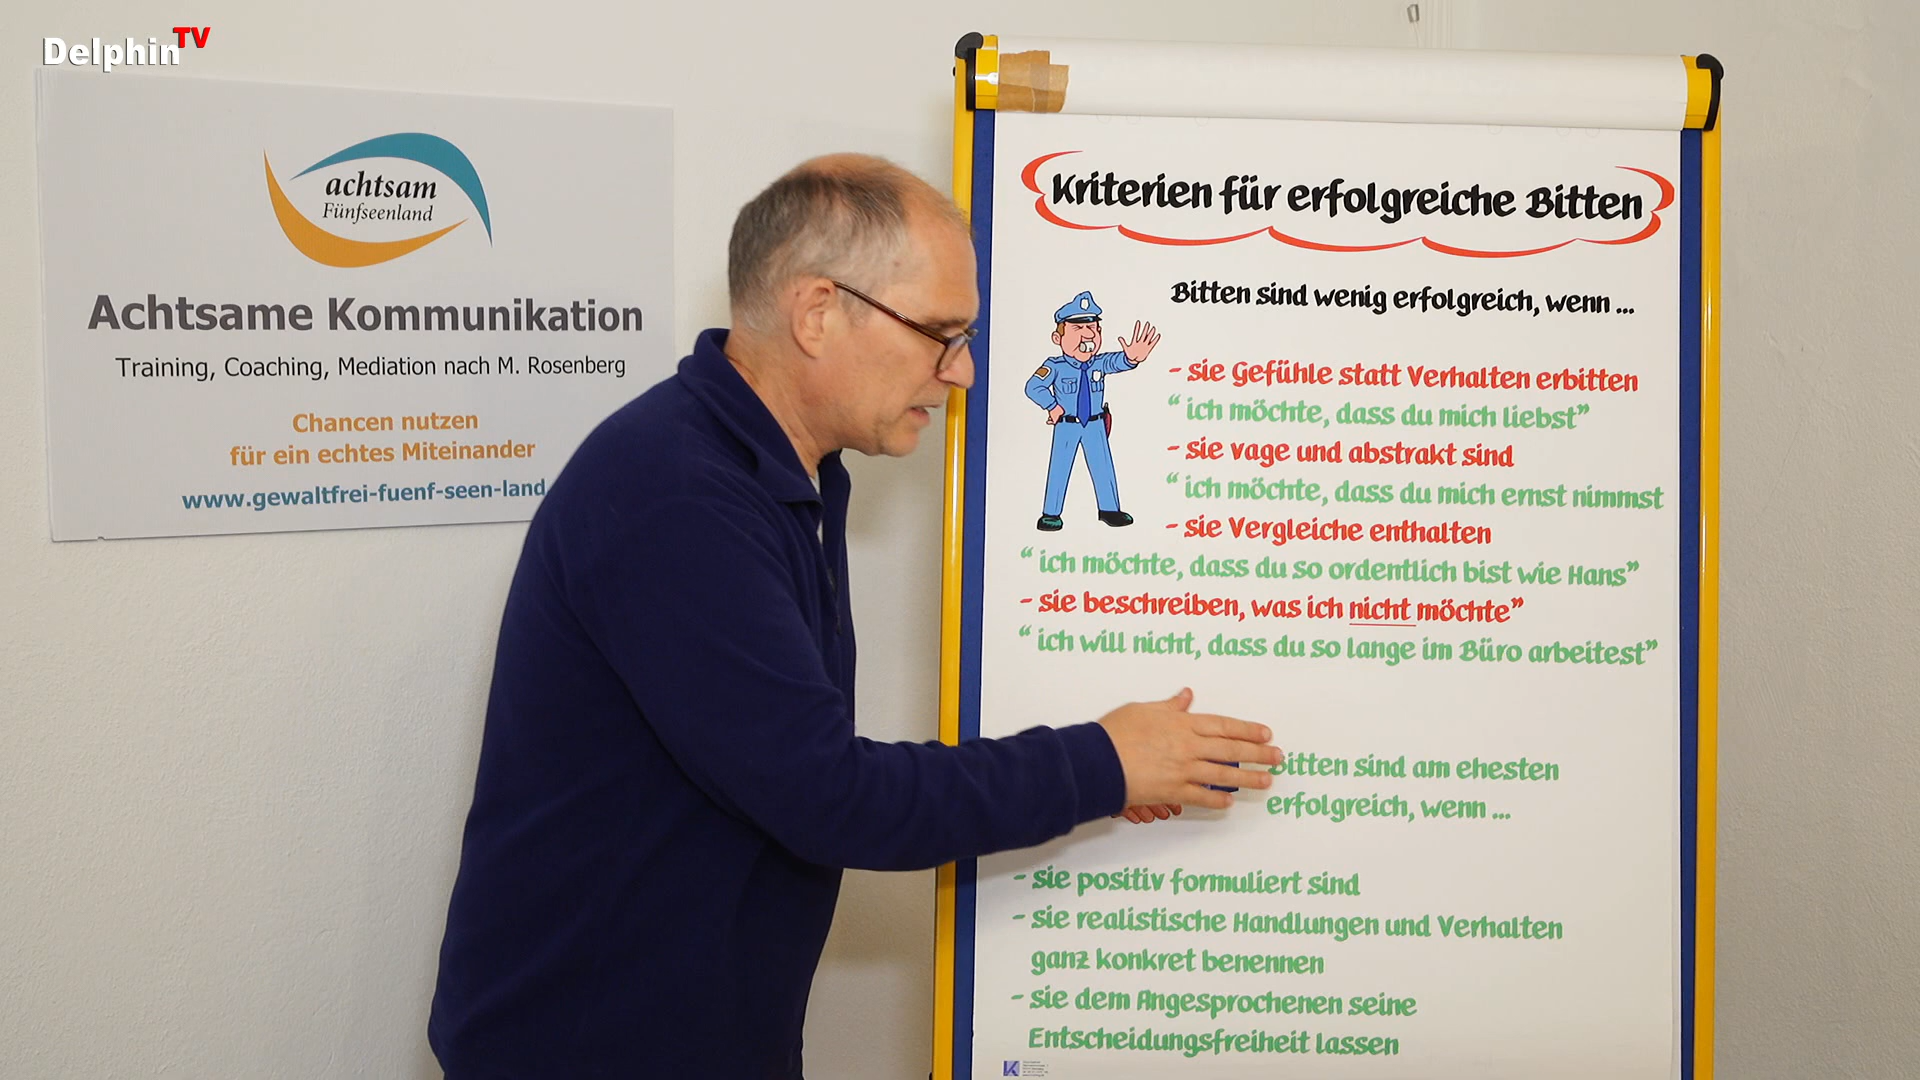 DelphinTV
achtsam
Fünfseenland
Achtsame Kommunikation
Training, Coaching, Mediation nach M. Rosenberg
Chancen nutzen
für ein echtes Miteinander
www.gewaltfrei-fuenf-seen-land.
Kriterien für erfolgreiche Bitten
Bitten sind wenig erfolgreich, wenn ...
- sie Gefühle statt Verhalten erbitten
“ ich möchte, dass du mich liebst”
- sie vage und abstrakt sind
“ ich möchte, dass du mich ernst nimmst
- sie Vergleiche enthalten
“ ich möchte, dass du so ordentlich bist wie Hans”
- sie beschreiben, was ich nicht möchte”
“ ich will nicht, dass du so lange im Büro arbeitest”
Bitten sind am ehesten
erfolgreich, wenn ...
- sie positiv formuliert sind
- sie realistische Handlungen und Verhalten
ganz konkret benennen
- sie dem Angesprochenen seine
Entscheidungsfreiheit lassen
K